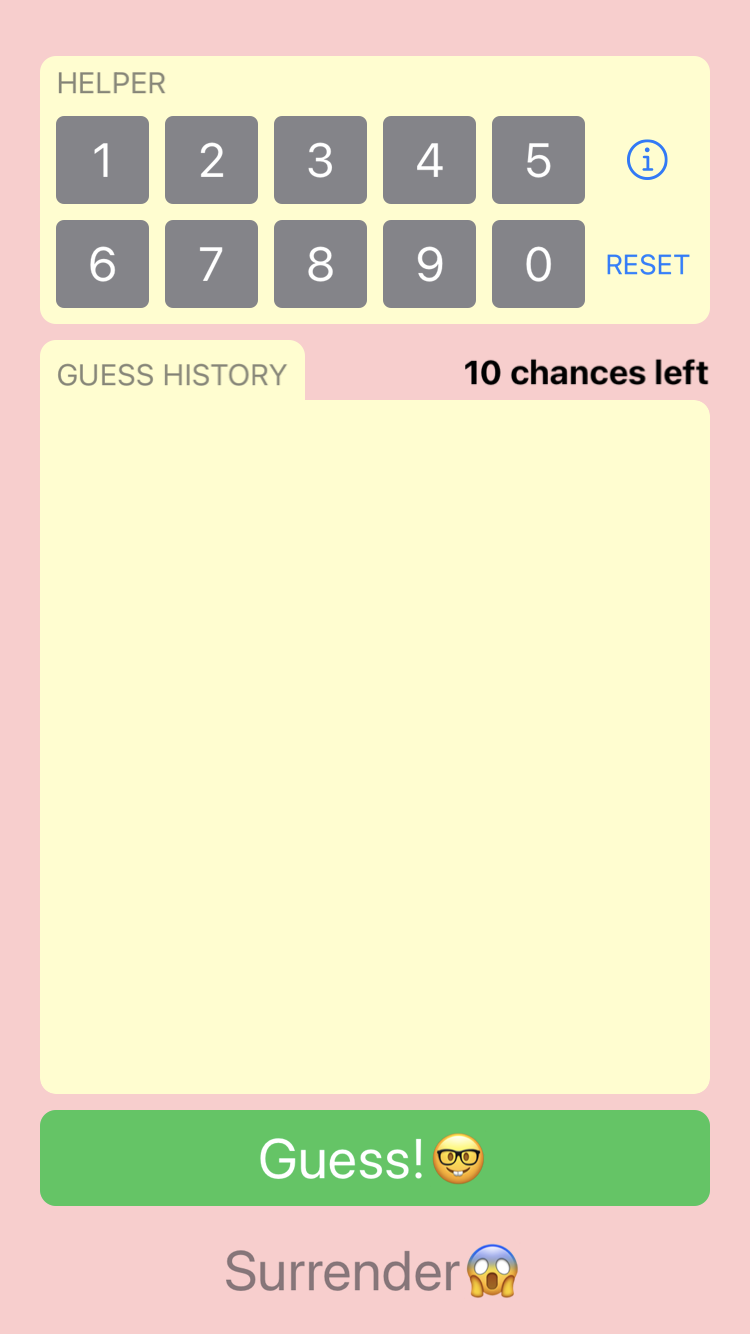 HELPER
1 2 3 4 5
6 7 8 9 0 RESET
GUESS HISTORY 10 chances left
Guess!🤓
Surrender😱